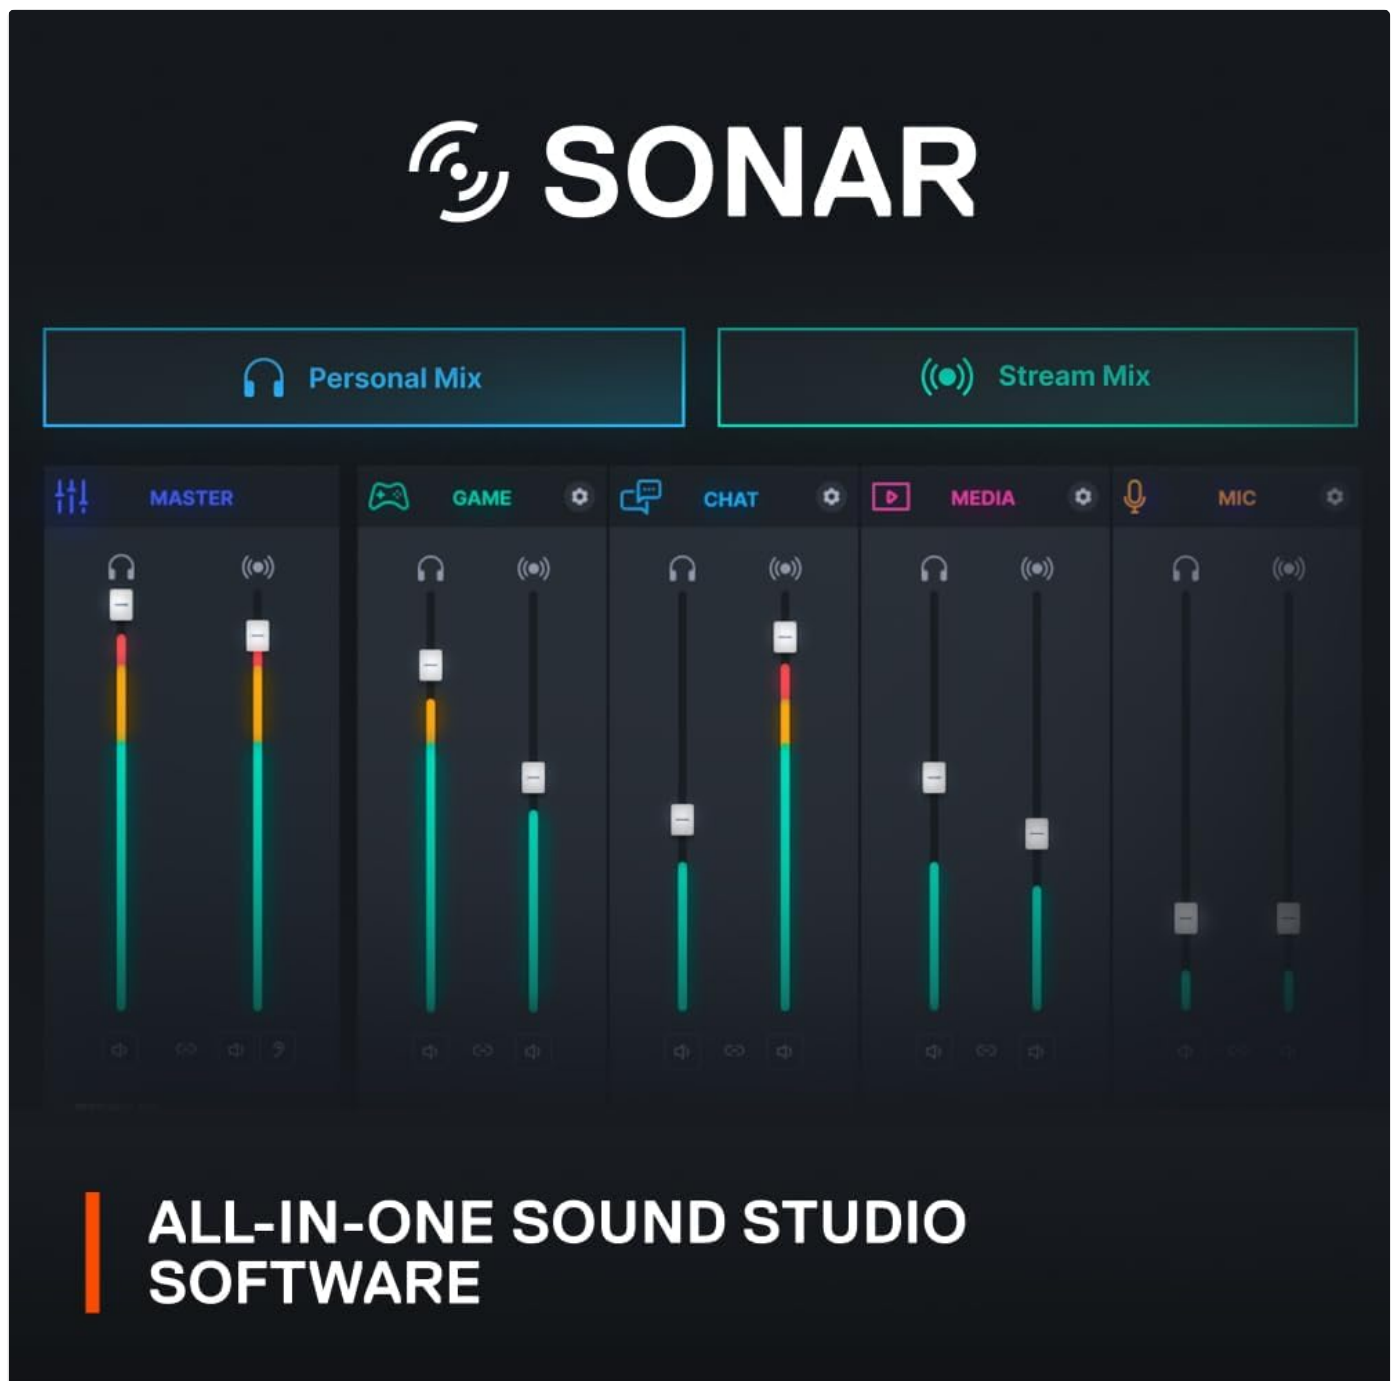 SONAR
Personal Mix
Stream Mix
MASTER
GAME
CHAT
MEDIA
MIC
ALL-IN-ONE SOUND STUDIO
SOFTWARE